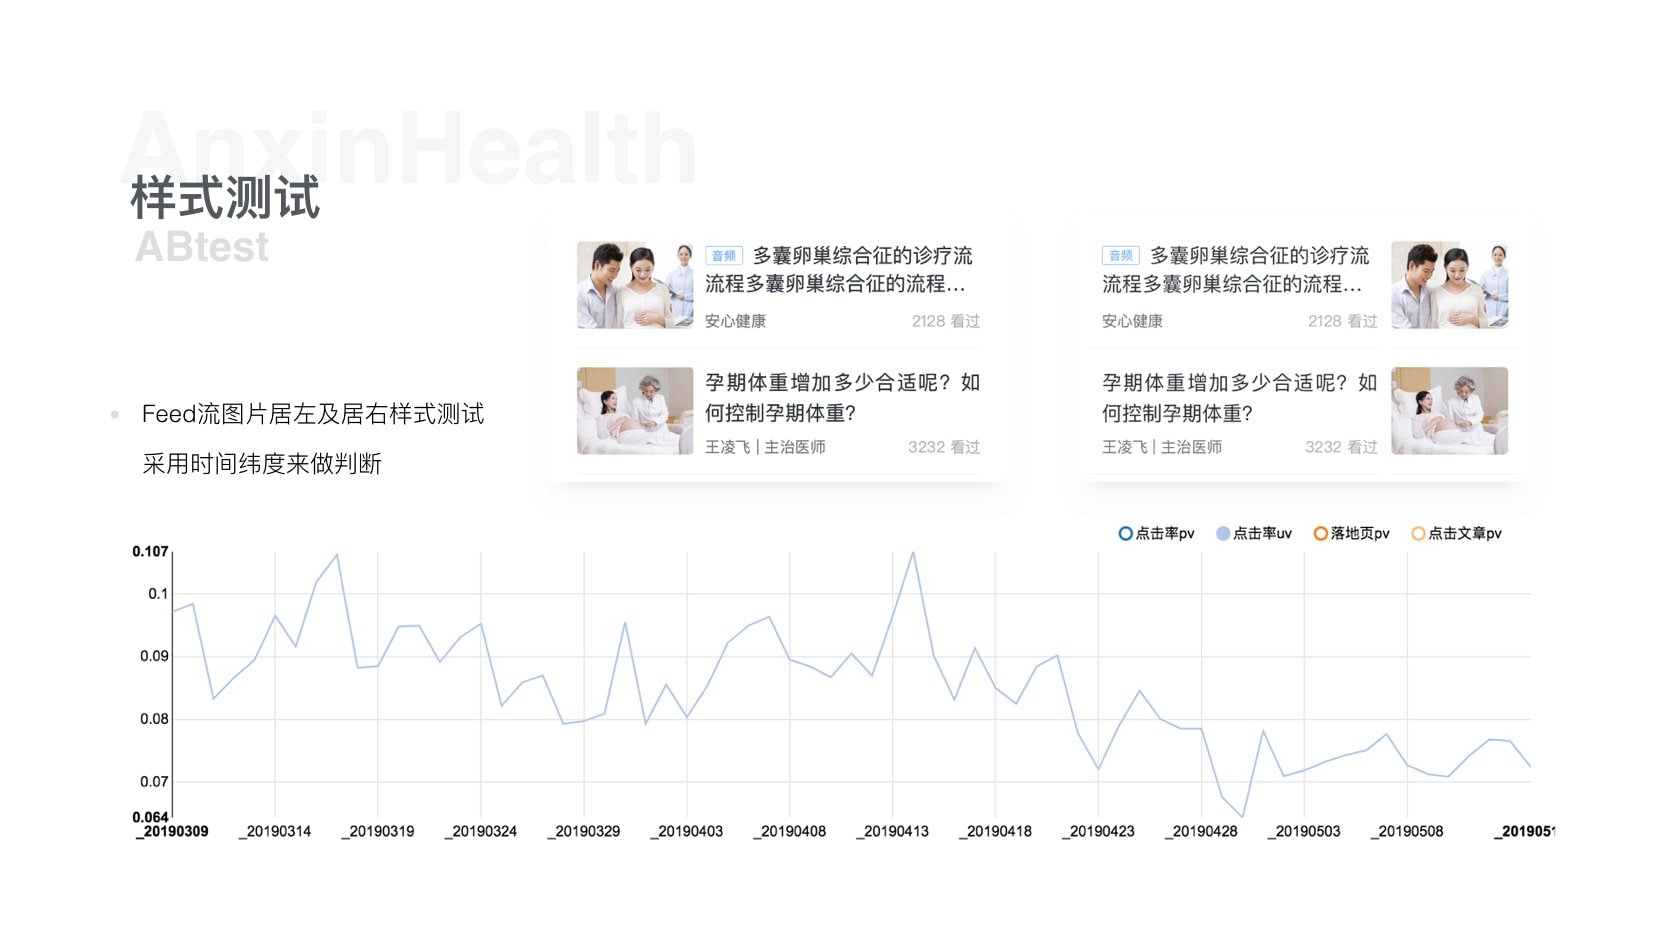 AnxinHealth
样式测试
ABtest
Feed流图片居左及居右样式测试
采用时间纬度来做判断
音频 多囊卵巢综合征的诊疗流
流程多囊卵巢综合征的流程...
安心健康 2128 看过
孕期体重增加多少合适呢？如
何控制孕期体重?
王凌飞 | 主治医师 3232 看过
音频 多囊卵巢综合征的诊疗流
流程多囊卵巢综合征的流程...
安心健康 2128 看过
孕期体重增加多少合适呢？如
何控制孕期体重?
王凌飞 | 主治医师 3232 看过
点击率pv 点击率uv 落地页pv 点击文章pv
0.107
0.1
0.09
0.08
0.07
0.064
_20190309 _20190314 _20190319 _20190324 _20190329 _20190403 _20190408 _20190413 _20190418 _20190423 _20190428 _20190503 _20190508 _2019051